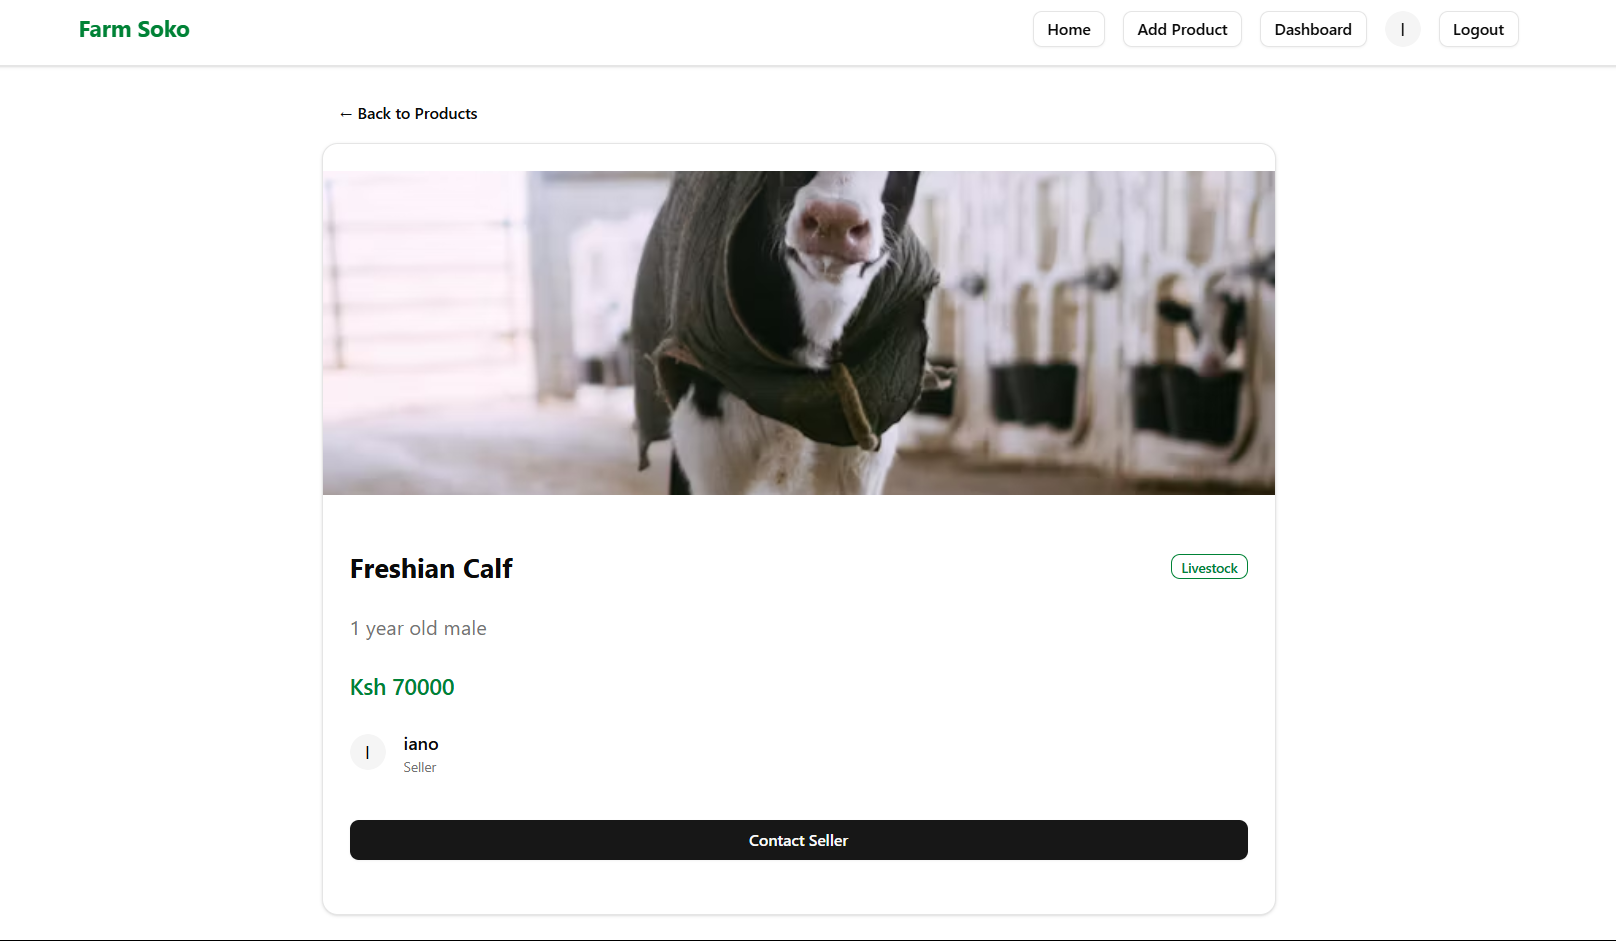 Farm Soko
Home
Add Product
Dashboard
I
Logout
← Back to Products
Freshian Calf
Livestock
1 year old male
Ksh 70000
I
iano
Seller
Contact Seller